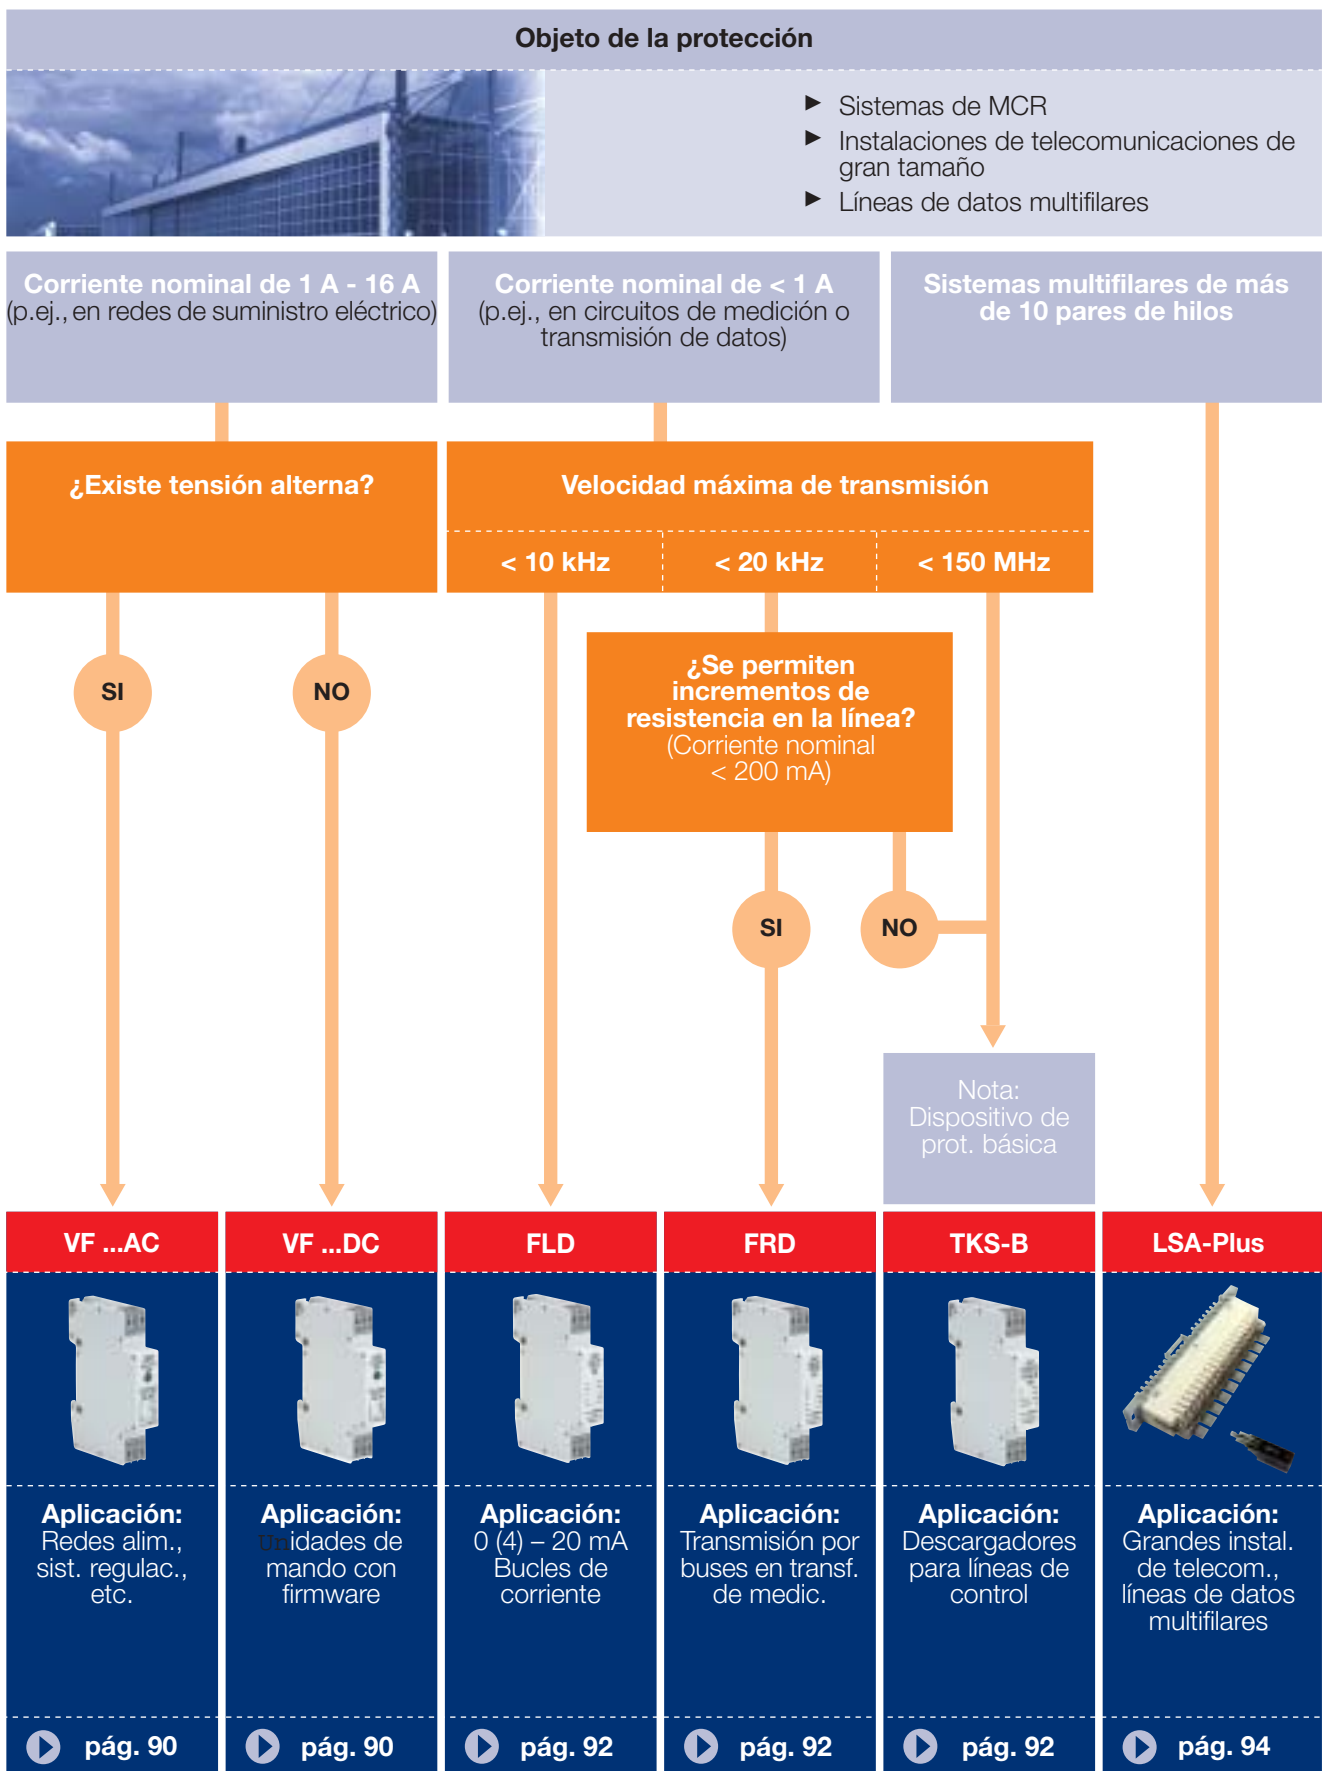 Objeto de la protección
► Sistemas de MCR
► Instalaciones de telecomunicaciones de
gran tamaño
► Líneas de datos multifilares
Corriente nominal de 1 A - 16 A
(p.ej., en redes de suministro eléctrico)
Corriente nominal de < 1 A
(p.ej., en circuitos de medición o
transmisión de datos)
Sistemas multifilares de más
de 10 pares de hilos
¿Existe tensión alterna?
Velocidad máxima de transmisión
< 10 kHz
< 20 kHz
< 150 MHz
¿Se permiten
incrementos de
resistencia en la línea?
(Corriente nominal
< 200 mA)
SI
NO
SI
NO
Nota:
Dispositivo de
prot. básica
VF ...AC
VF ...DC
FLD
FRD
TKS-B
LSA-Plus
Aplicación:
Redes alim.,
sist. regulac.,
etc.
Aplicación:
Unidades de
mando con
firmware
Aplicación:
0 (4) – 20 mA
Bucles de
corriente
Aplicación:
Transmisión por
buses en transf.
de medic.
Aplicación:
Descargadores
para líneas de
control
Aplicación:
Grandes instal.
de telecom.,
líneas de datos
multifilares
pág. 90
pág. 90
pág. 92
pág. 92
pág. 92
pág. 94